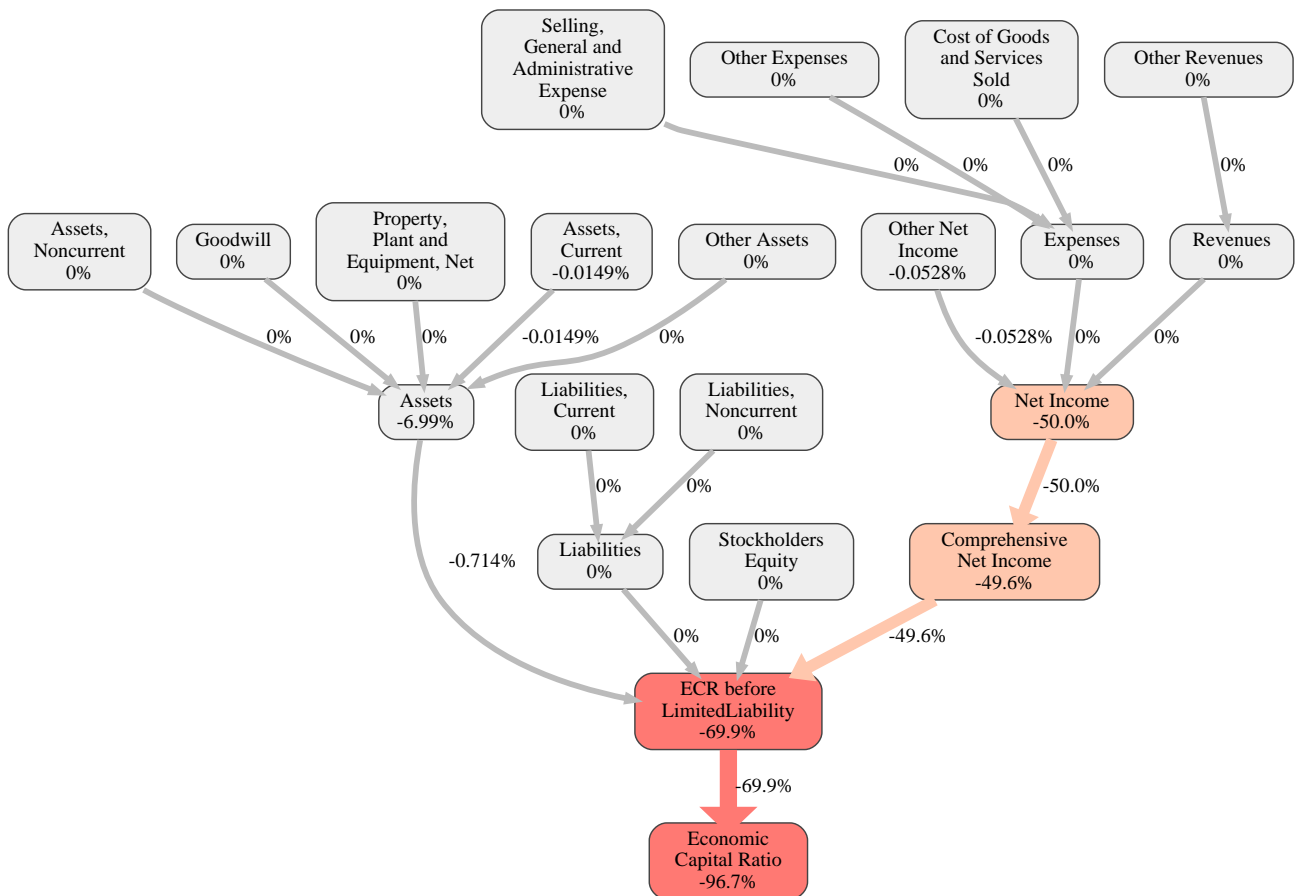 Selling,
General and
Administrative
Expense
0%
Other Expenses
0%
Cost of Goods
and Services
Sold
0%
Other Revenues
0%
0%
0%
0%
0%
Assets,
Noncurrent
0%
Goodwill
0%
Property,
Plant and
Equipment, Net
0%
Assets,
Current
-0.0149%
Other Assets
0%
Other Net
Income
-0.0528%
Expenses
0%
Revenues
0%
0%
0%
0%
-0.0149%
0%
-0.0528%
0%
0%
Assets
-6.99%
Liabilities,
Current
0%
Liabilities,
Noncurrent
0%
Net Income
-50.0%
0%
0%
-50.0%
-0.714%
Liabilities
0%
Stockholders
Equity
0%
Comprehensive
Net Income
-49.6%
0%
0%
-49.6%
ECR before
LimitedLiability
-69.9%
-69.9%
Economic
Capital Ratio
-96.7%